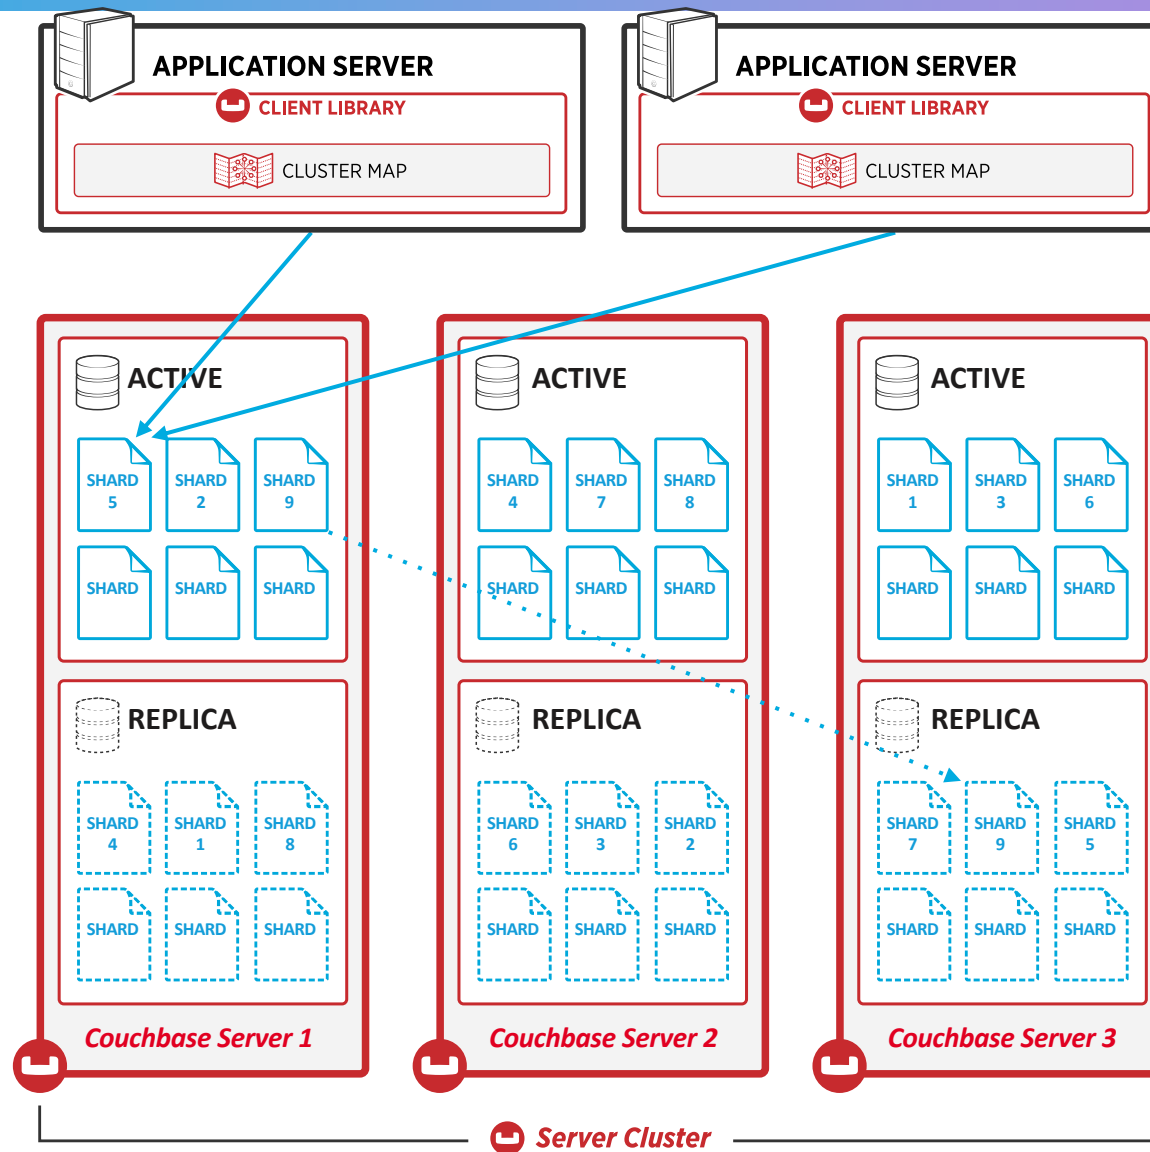 APPLICATION SERVER
CLIENT LIBRARY
CLUSTER MAP
APPLICATION SERVER
CLIENT LIBRARY
CLUSTER MAP
ACTIVE
SHARD 5
SHARD 2
SHARD 9
SHARD
SHARD
SHARD
REPLICA
SHARD 4
SHARD 1
SHARD 8
SHARD
SHARD
SHARD
Couchbase Server 1
ACTIVE
SHARD 4
SHARD 7
SHARD 8
SHARD
SHARD
SHARD
REPLICA
SHARD 6
SHARD 3
SHARD 2
SHARD
SHARD
SHARD
Couchbase Server 2
ACTIVE
SHARD 1
SHARD 3
SHARD 6
SHARD
SHARD
SHARD
REPLICA
SHARD 7
SHARD 9
SHARD 5
SHARD
SHARD
SHARD
Couchbase Server 3
Server Cluster